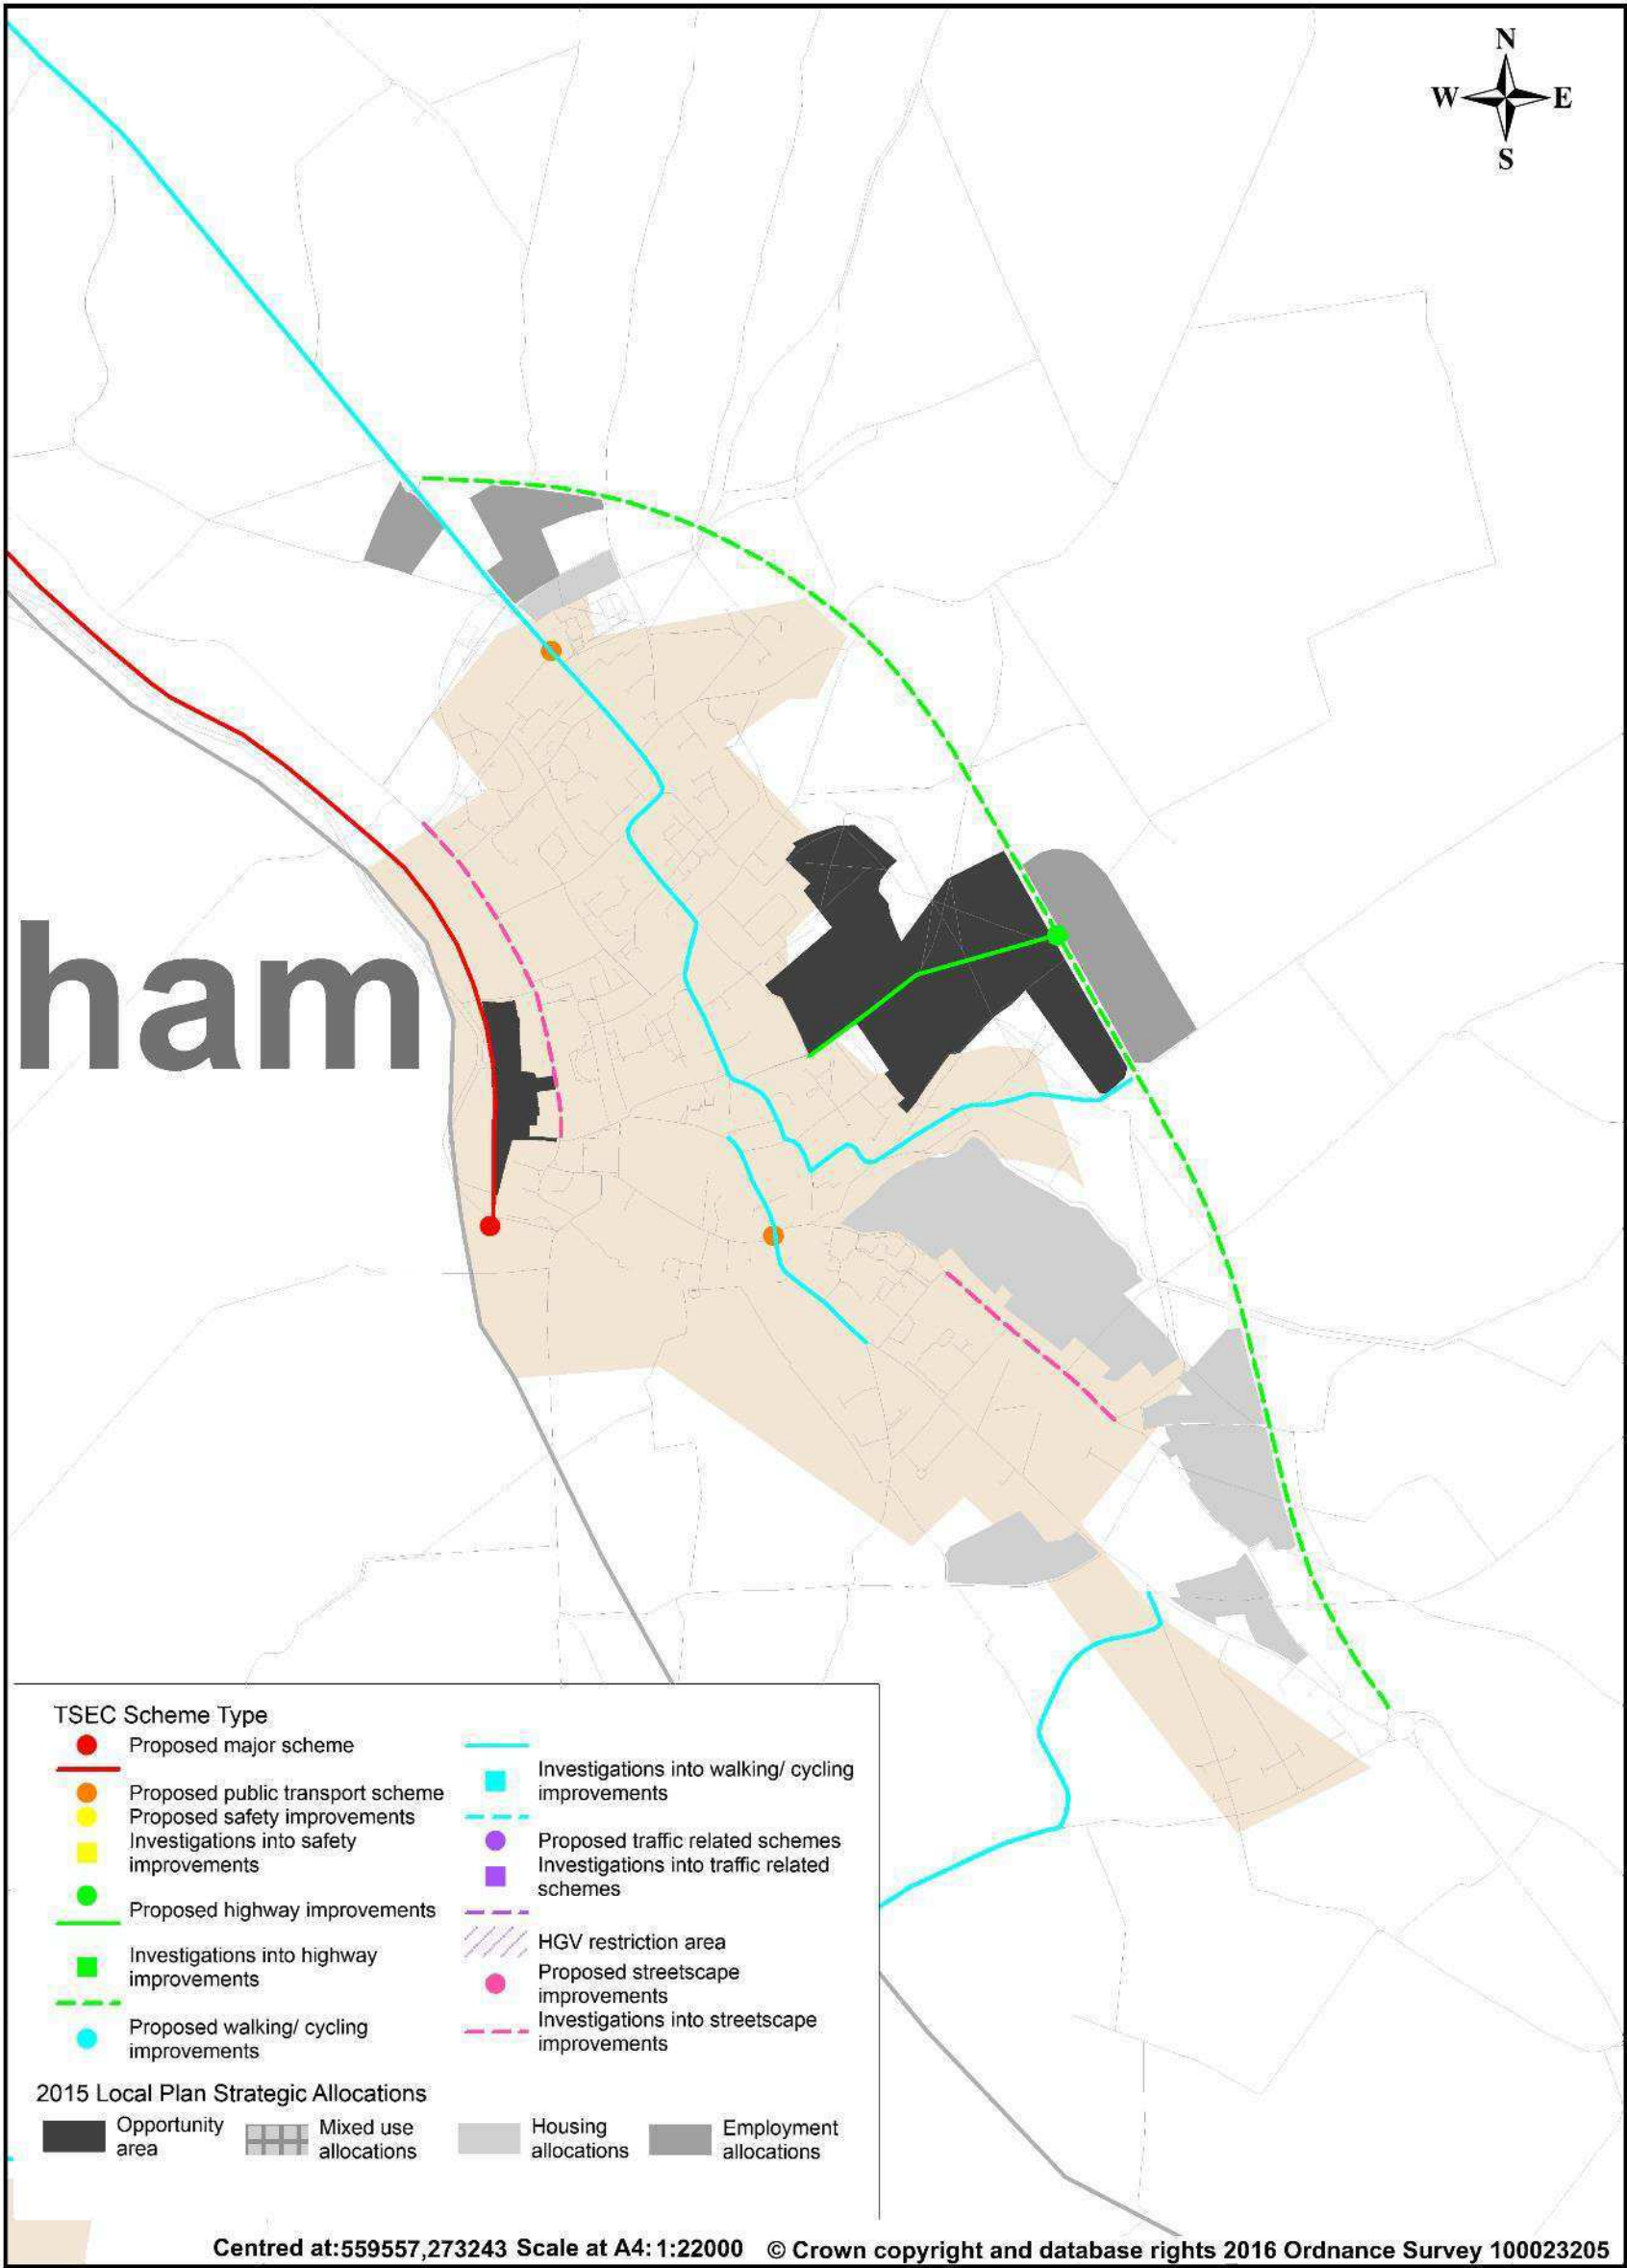 N
W E
S
ham
TSEC Scheme Type
Proposed major scheme
Proposed public transport scheme
Proposed safety improvements
Investigations into safety
improvements
Proposed highway improvements
Investigations into highway
improvements
Proposed walking/ cycling
improvements
Investigations into walking/ cycling
improvements
Proposed traffic related schemes
Investigations into traffic related
schemes
HGV restriction area
Proposed streetscape
improvements
Investigations into streetscape
improvements
2015 Local Plan Strategic Allocations
Opportunity
area
Mixed use
allocations
Housing
allocations
Employment
allocations
Centred at:559557,273243 Scale at A4:1:22000 © Crown copyright and database rights 2016 Ordnance Survey 100023205